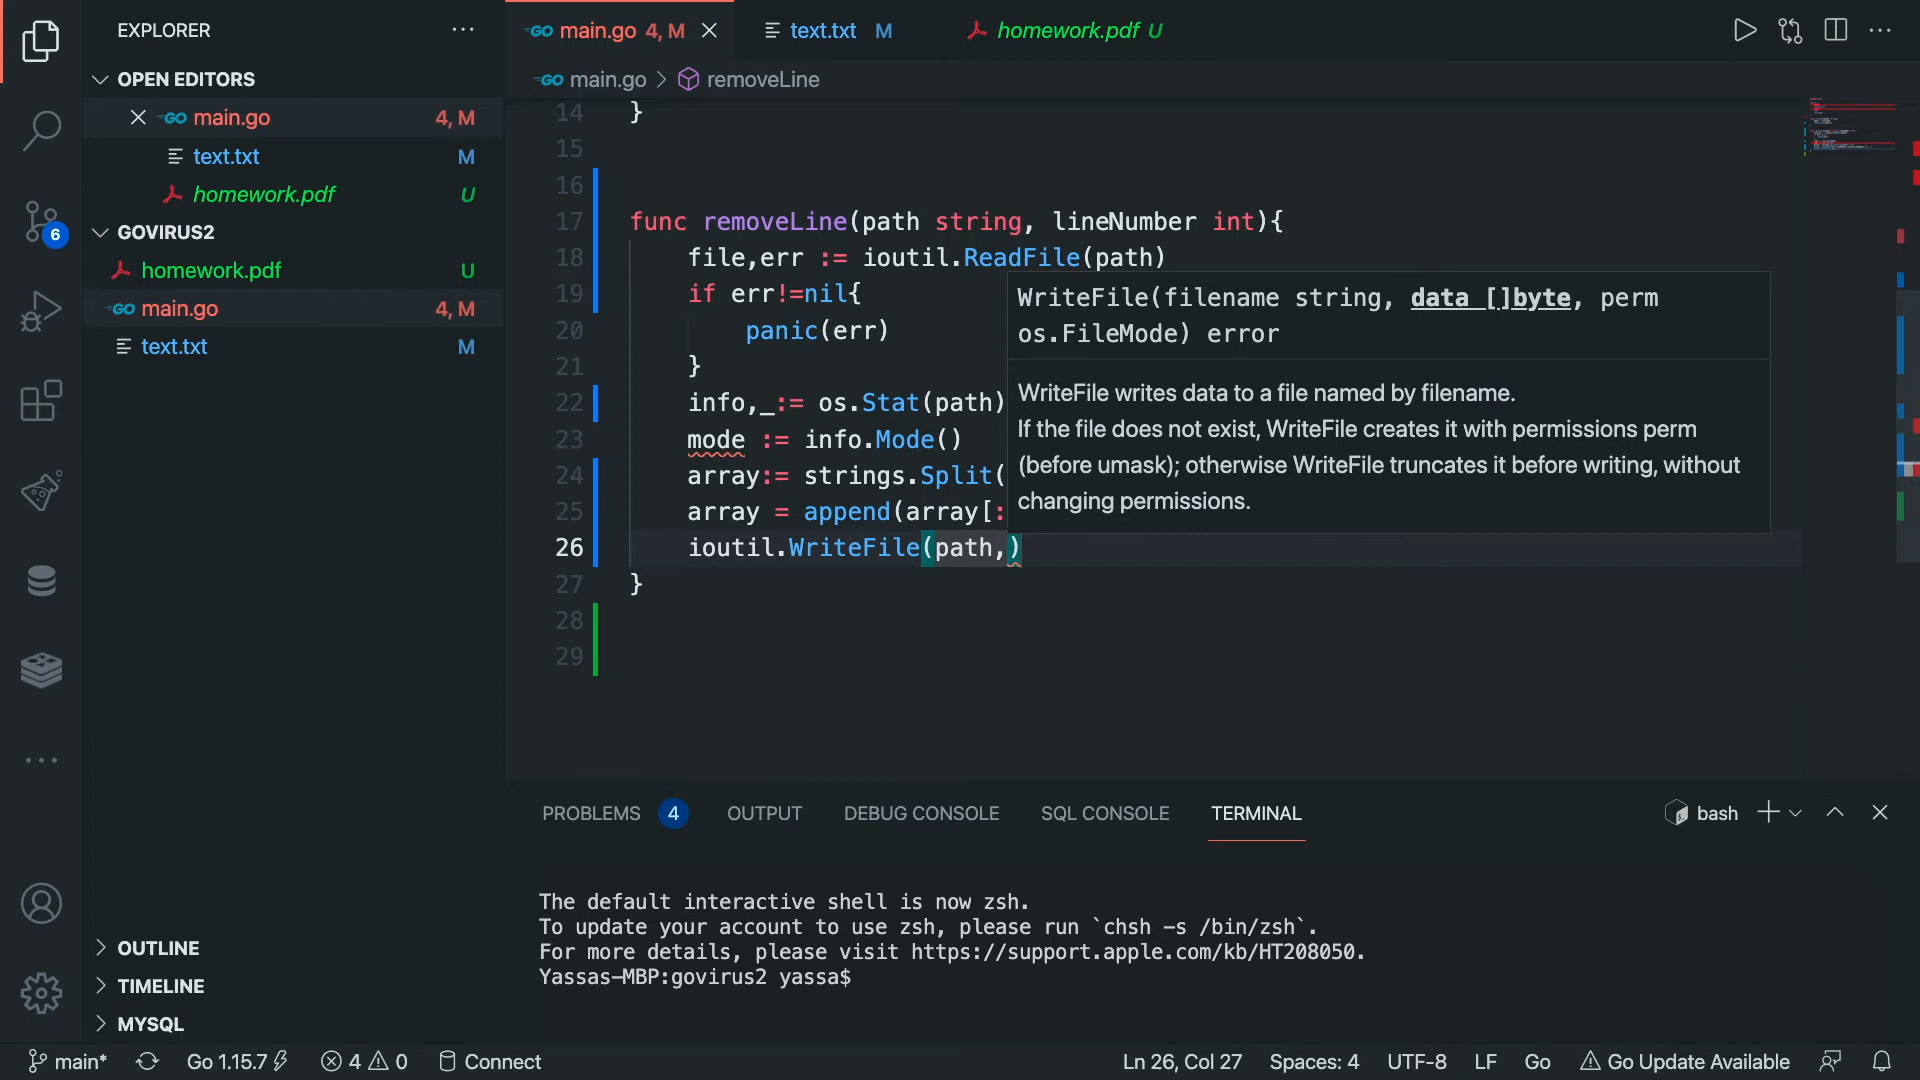 EXPLORER
OPEN EDITORS
main.go 4, M
text.txt M
homework.pdf U
GOVIRUS2
homework.pdf U
main.go 4, M
text.txt M
OUTLINE
TIMELINE
MYSQL
main.go 4, M
text.txt M
homework.pdf U
main.go > removeLine
14 }
15
16
17 func removeLine(path string, lineNumber int){
18 file,err := ioutil.ReadFile(path)
19 if err!=nil{
20 panic(err)
21 }
22 info,_:= os.Stat(path)
23 mode := info.Mode()
24 array:= strings.Split(
25 array = append(array[:
26 ioutil.WriteFile(path,)
27 }
28
29
WriteFile(filename string, data []byte, perm
os.FileMode) error
WriteFile writes data to a file named by filename.
If the file does not exist, WriteFile creates it with permissions perm
(before umask); otherwise WriteFile truncates it before writing, without
changing permissions.
PROBLEMS 4 OUTPUT DEBUG CONSOLE SQL CONSOLE TERMINAL
bash
The default interactive shell is now zsh.
To update your account to use zsh, please run `chsh -s /bin/zsh`.
For more details, please visit https://support.apple.com/kb/HT208050.
Yassas-MBP:govirus2 yassa$
6
main* Go 1.15.7 4 0 Connect Ln 26, Col 27 Spaces: 4 UTF-8 LF Go Go Update Available